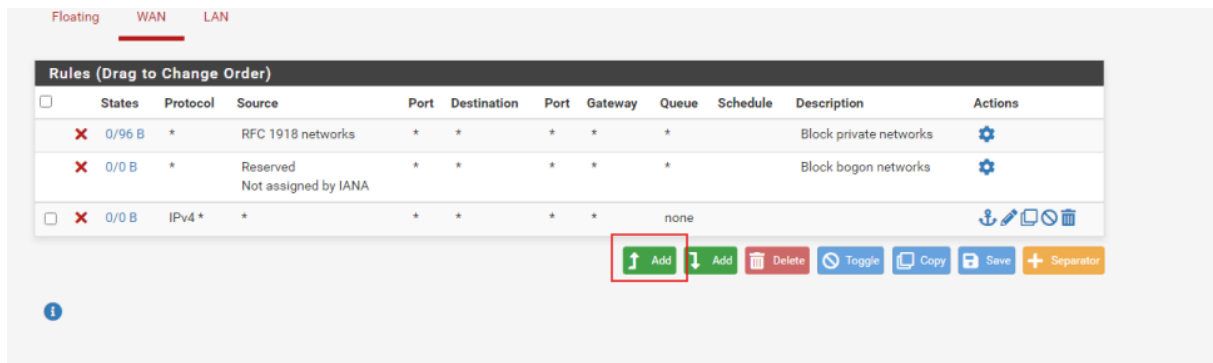 Floating WAN LAN
Rules (Drag to Change Order)
States Protocol Source Port Destination Port Gateway Queue Schedule Description Actions
0/96 B * RFC 1918 networks * * * * * Block private networks
0/0 B * Reserved * * * * * Block bogon networks
Not assigned by IANA
0/0 B IPv4 * * * * * * none
Add Add Delete Toggle Copy Save Separator